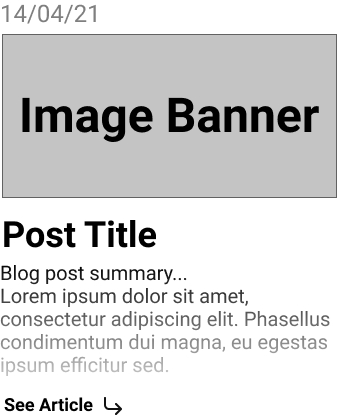 14/04/21
Image Banner
Post Title
Blog post summary...
Lorem ipsum dolor sit amet,
consectetur adipiscing elit. Phasellus
condimentum dui magna, eu egestas
ipsum efficitur sed.
See Article